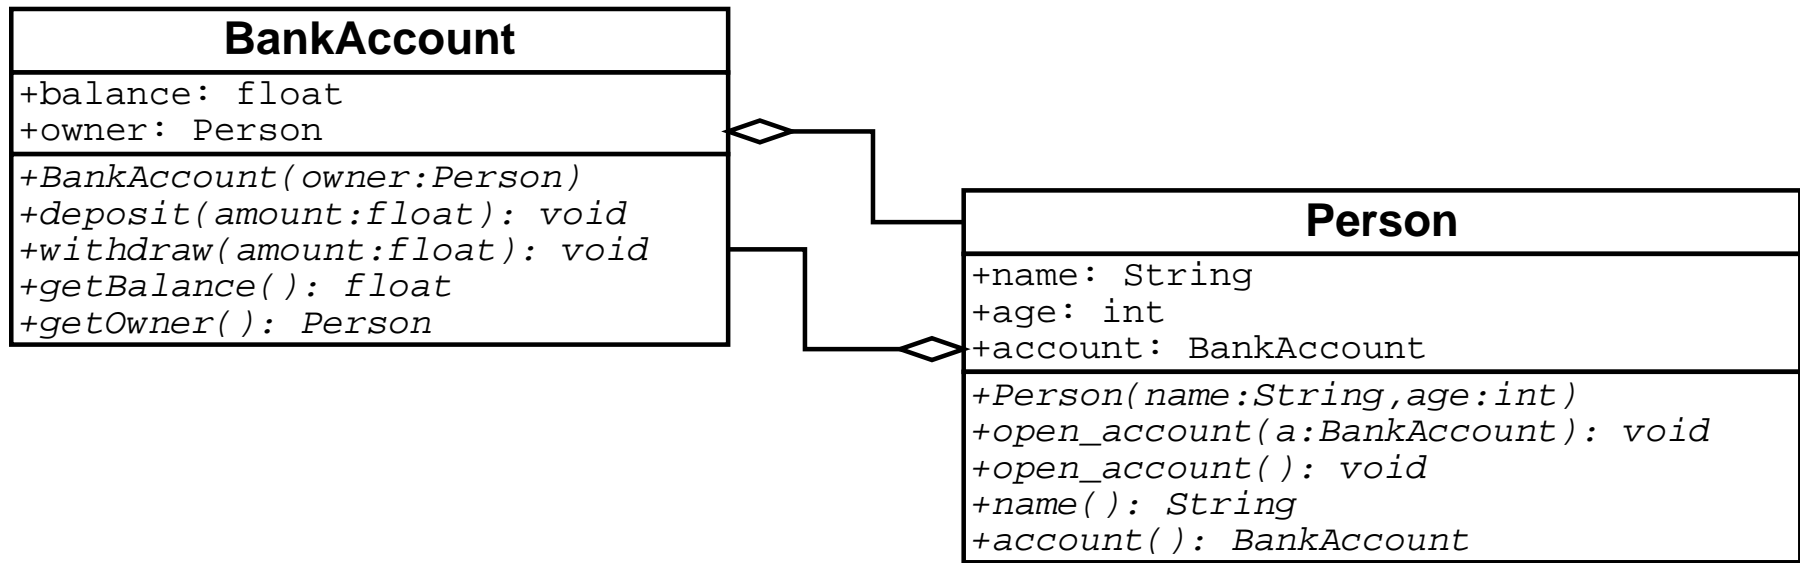 BankAccount
+balance: float
+owner: Person
+BankAccount(owner:Person)
+deposit(amount:float): void
+withdraw(amount:float): void
+getBalance(): float
+getOwner(): Person
Person
+name: String
+age: int
+account: BankAccount
+Person(name:String,age:int)
+open_account(a:BankAccount): void
+open_account(): void
+name(): String
+account(): BankAccount